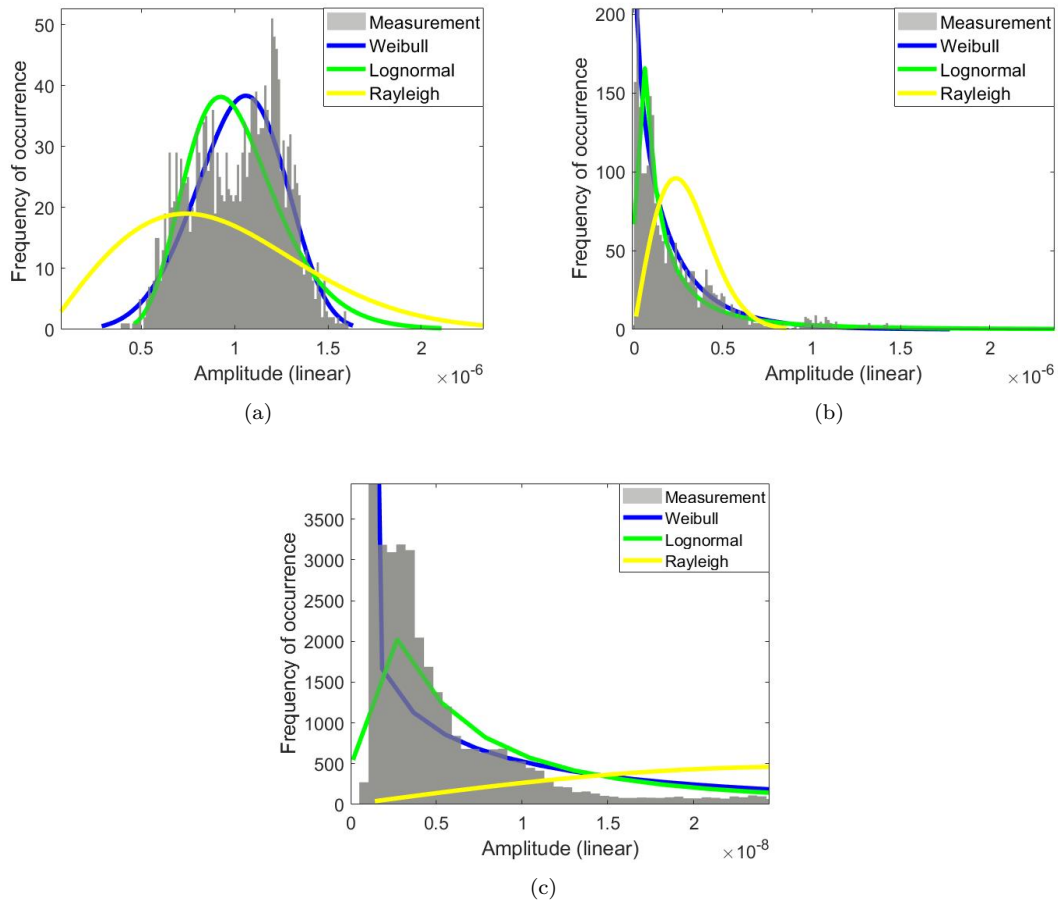 50
40
30
20
10
0
0.5
1
1.5
2
×10⁻⁶
Frequency of occurrence
Amplitude (linear)
Measurement
Weibull
Lognormal
Rayleigh
(a)
200
150
100
50
0
0
0.5
1
1.5
2
×10⁻⁶
Frequency of occurrence
Amplitude (linear)
Measurement
Weibull
Lognormal
Rayleigh
(b)
3500
3000
2500
2000
1500
1000
500
0
0
0.5
1
1.5
2
×10⁻⁸
Frequency of occurrence
Amplitude (linear)
Measurement
Weibull
Lognormal
Rayleigh
(c)